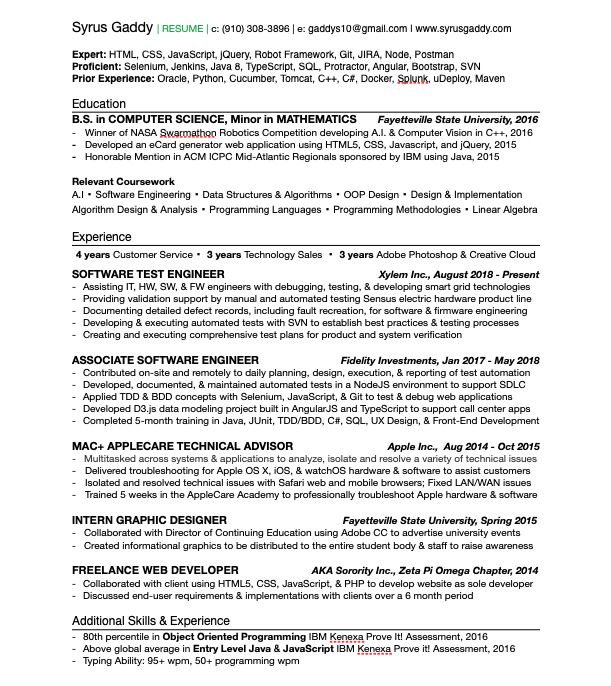 Syrus Gaddy | RESUME | c: (910) 308-3896 | e: gaddys10@gmail.com | www.syrusgaddy.com
Expert: HTML, CSS, JavaScript, jQuery, Robot Framework, Git, JIRA, Node, Postman
Proficient: Selenium, Jenkins, Java 8, TypeScript, SQL, Protractor, Angular, Bootstrap, SVN
Prior Experience: Oracle, Python, Cucumber, Tomcat, C++, C#, Docker, Splunk, uDeploy, Maven
Education
B.S. in COMPUTER SCIENCE, Minor in MATHEMATICS Fayetteville State University, 2016
- Winner of NASA Swarmathon Robotics Competition developing A.I. & Computer Vision in C++, 2016
- Developed an eCard generator web application using HTML5, CSS, Javascript, and jQuery, 2015
- Honorable Mention in ACM ICPC Mid-Atlantic Regionals sponsored by IBM using Java, 2015
Relevant Coursework
A.I • Software Engineering • Data Structures & Algorithms • OOP Design • Design & Implementation
Algorithm Design & Analysis • Programming Languages • Programming Methodologies • Linear Algebra
Experience
4 years Customer Service • 3 years Technology Sales • 3 years Adobe Photoshop & Creative Cloud
SOFTWARE TEST ENGINEER Xylem Inc., August 2018 - Present
- Assisting IT, HW, SW, & FW engineers with debugging, testing, & developing smart grid technologies
- Providing validation support by manual and automated testing Sensus electric hardware product line
- Documenting detailed defect records, including fault recreation, for software & firmware engineering
- Developing & executing automated tests with SVN to establish best practices & testing processes
- Creating and executing comprehensive test plans for product and system verification
ASSOCIATE SOFTWARE ENGINEER Fidelity Investments, Jan 2017 - May 2018
- Contributed on-site and remotely to daily planning, design, execution, & reporting of test automation
- Developed, documented, & maintained automated tests in a NodeJS environment to support SDLC
- Applied TDD & BDD concepts with Selenium, JavaScript, & Git to test & debug web applications
- Developed D3.js data modeling project built in AngularJS and TypeScript to support call center apps
- Completed 5-month training in Java, JUnit, TDD/BDD, C#, SQL, UX Design, & Front-End Development
MAC+ APPLECARE TECHNICAL ADVISOR Apple Inc., Aug 2014 - Oct 2015
- Multitasked across systems & applications to analyze, isolate and resolve a variety of technical issues
- Delivered troubleshooting for Apple OS X, iOS, & watchOS hardware & software to assist customers
- Isolated and resolved technical issues with Safari web and mobile browsers; Fixed LAN/WAN issues
- Trained 5 weeks in the AppleCare Academy to professionally troubleshoot Apple hardware & software
INTERN GRAPHIC DESIGNER Fayetteville State University, Spring 2015
- Collaborated with Director of Continuing Education using Adobe CC to advertise university events
- Created informational graphics to be distributed to the entire student body & staff to raise awareness
FREELANCE WEB DEVELOPER AKA Sorority Inc., Zeta Pi Omega Chapter, 2014
- Collaborated with client using HTML5, CSS, JavaScript, & PHP to develop website as sole developer
- Discussed end-user requirements & implementations with clients over a 6 month period
Additional Skills & Experience
- 80th percentile in Object Oriented Programming IBM Kenexa Prove It! Assessment, 2016
- Above global average in Entry Level Java & JavaScript IBM Kenexa Prove it! Assessment, 2016
- Typing Ability: 95+ wpm, 50+ programming wpm